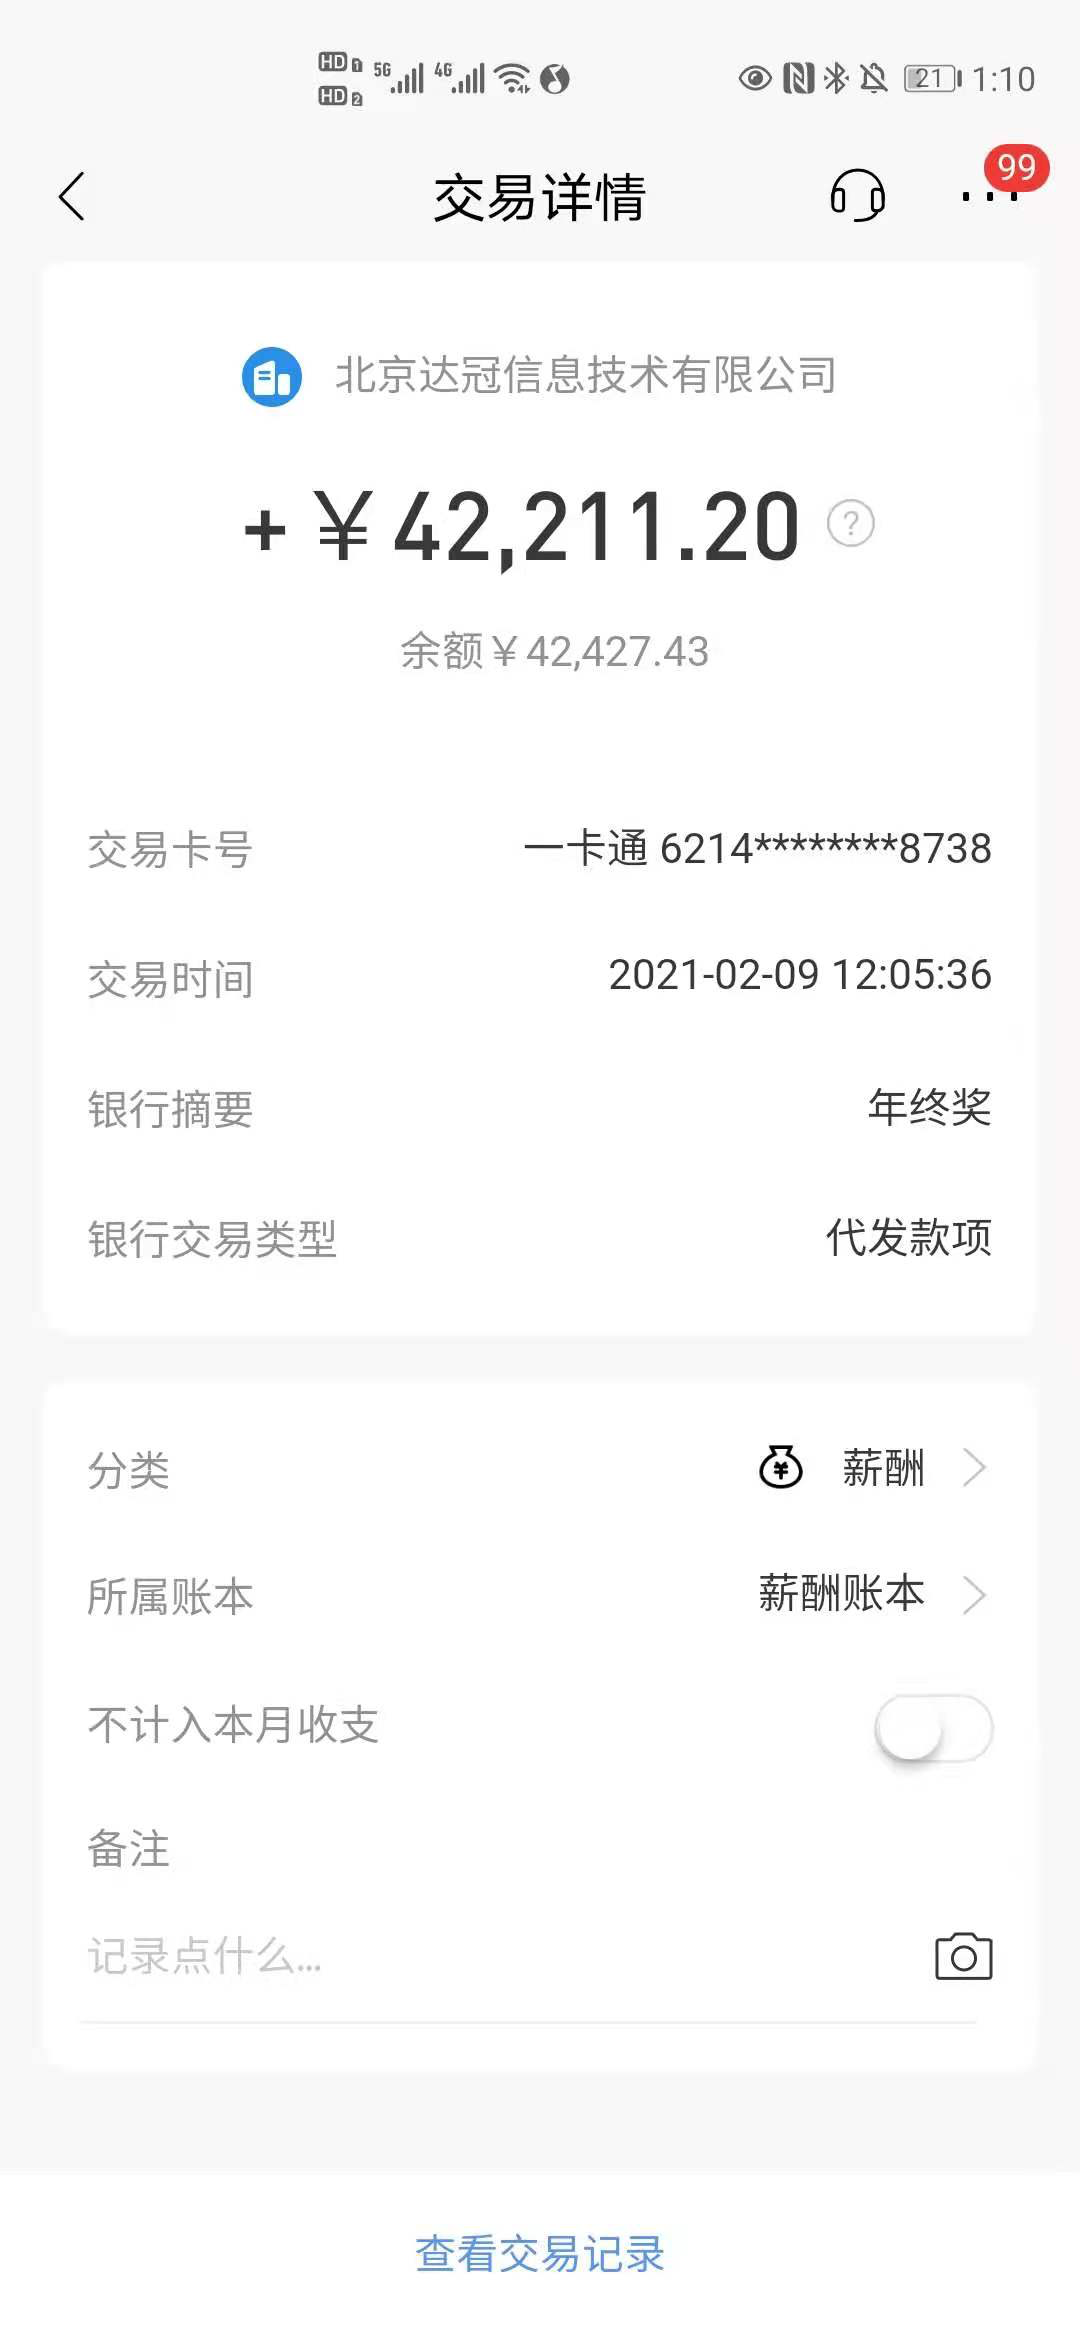 HD 1 5G 4G 21 1:10
HD 2
交易详情
99
北京达冠信息技术有限公司
+ ¥42,211.20 ?
余额¥42,427.43
交易卡号 一卡通 6214********8738
交易时间 2021-02-09 12:05:36
银行摘要 年终奖
银行交易类型 代发款项
分类 ¥ 薪酬
所属账本 薪酬账本
不计入本月收支
备注
记录点什么...
查看交易记录